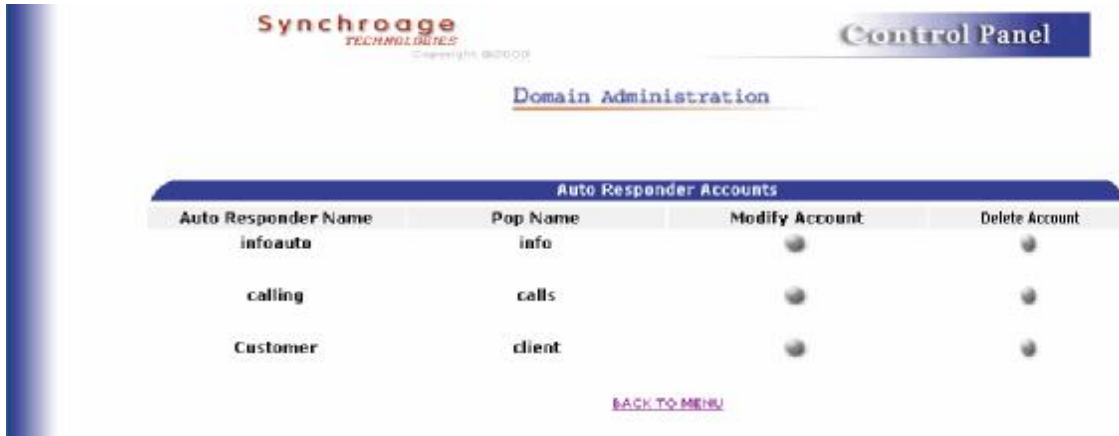 Synchroage
TECHNOLOGIES
Control Panel
Domain Administration
Auto Responder Accounts
Auto Responder Name Pop Name Modify Account Delete Account
infoauto info
calling calls
Customer client
BACK TO MENU